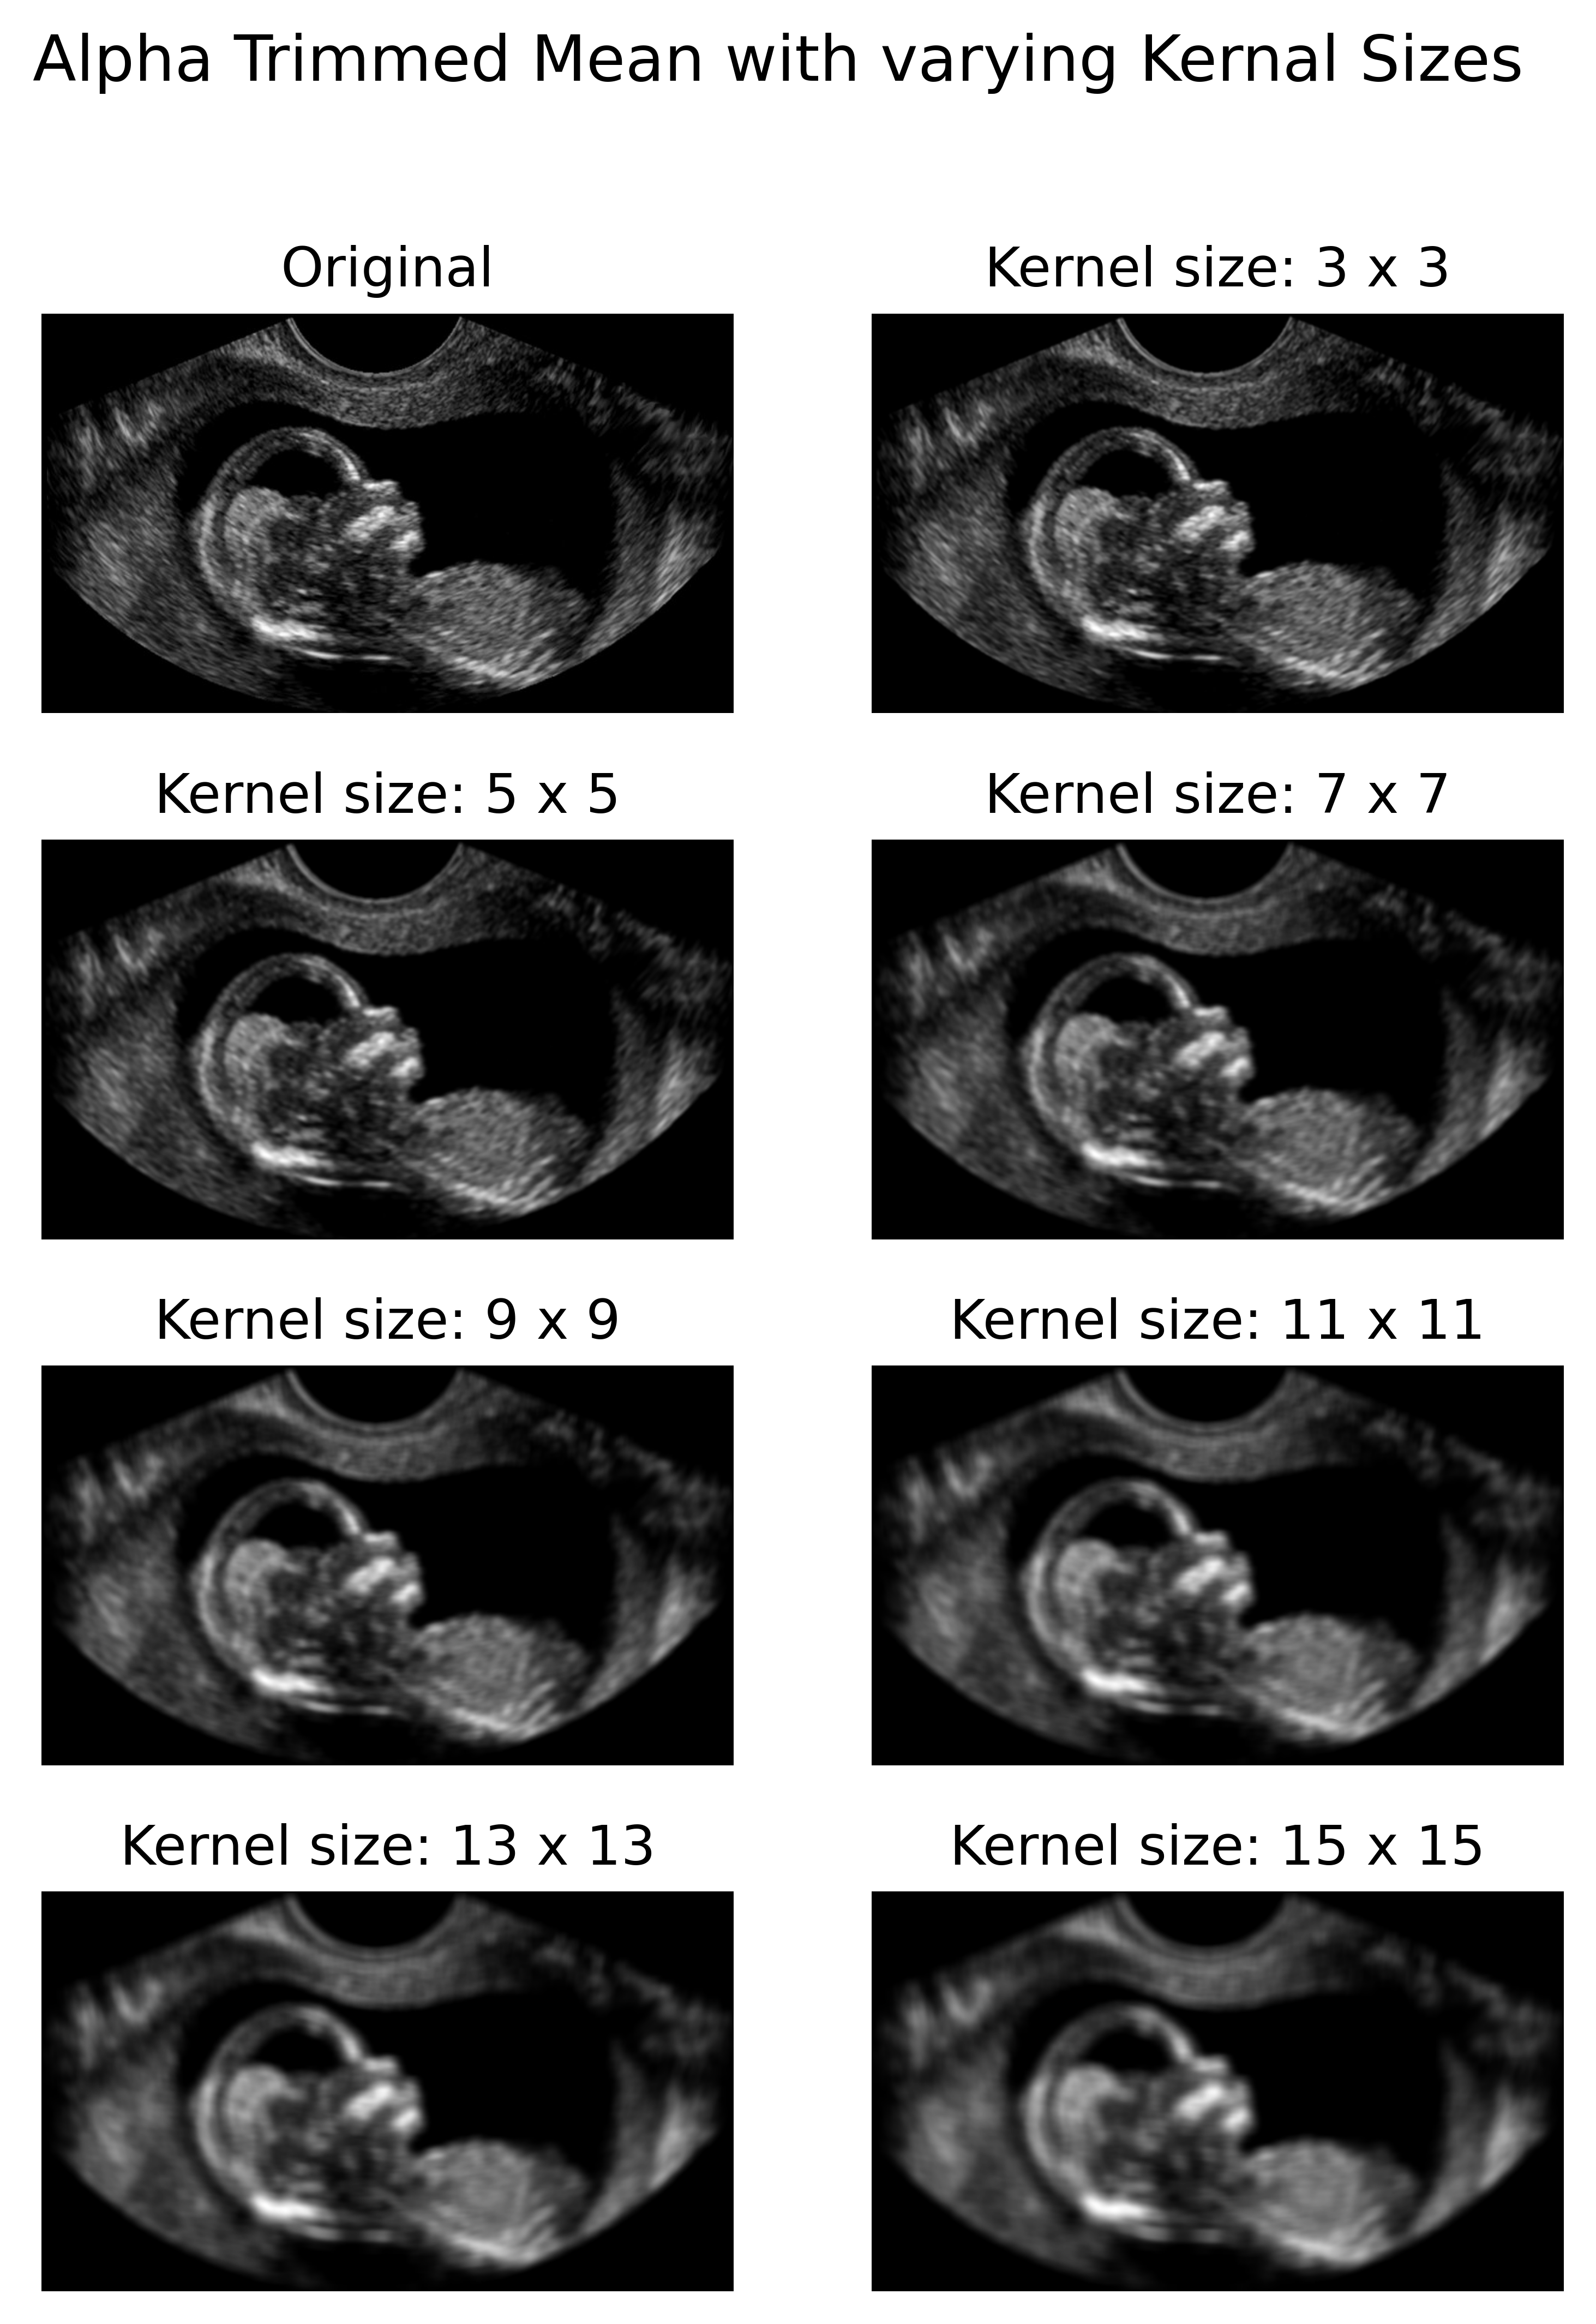 Alpha Trimmed Mean with varying Kernal Sizes
Original
Kernel size: 3 x 3
Kernel size: 5 x 5
Kernel size: 7 x 7
Kernel size: 9 x 9
Kernel size: 11 x 11
Kernel size: 13 x 13
Kernel size: 15 x 15